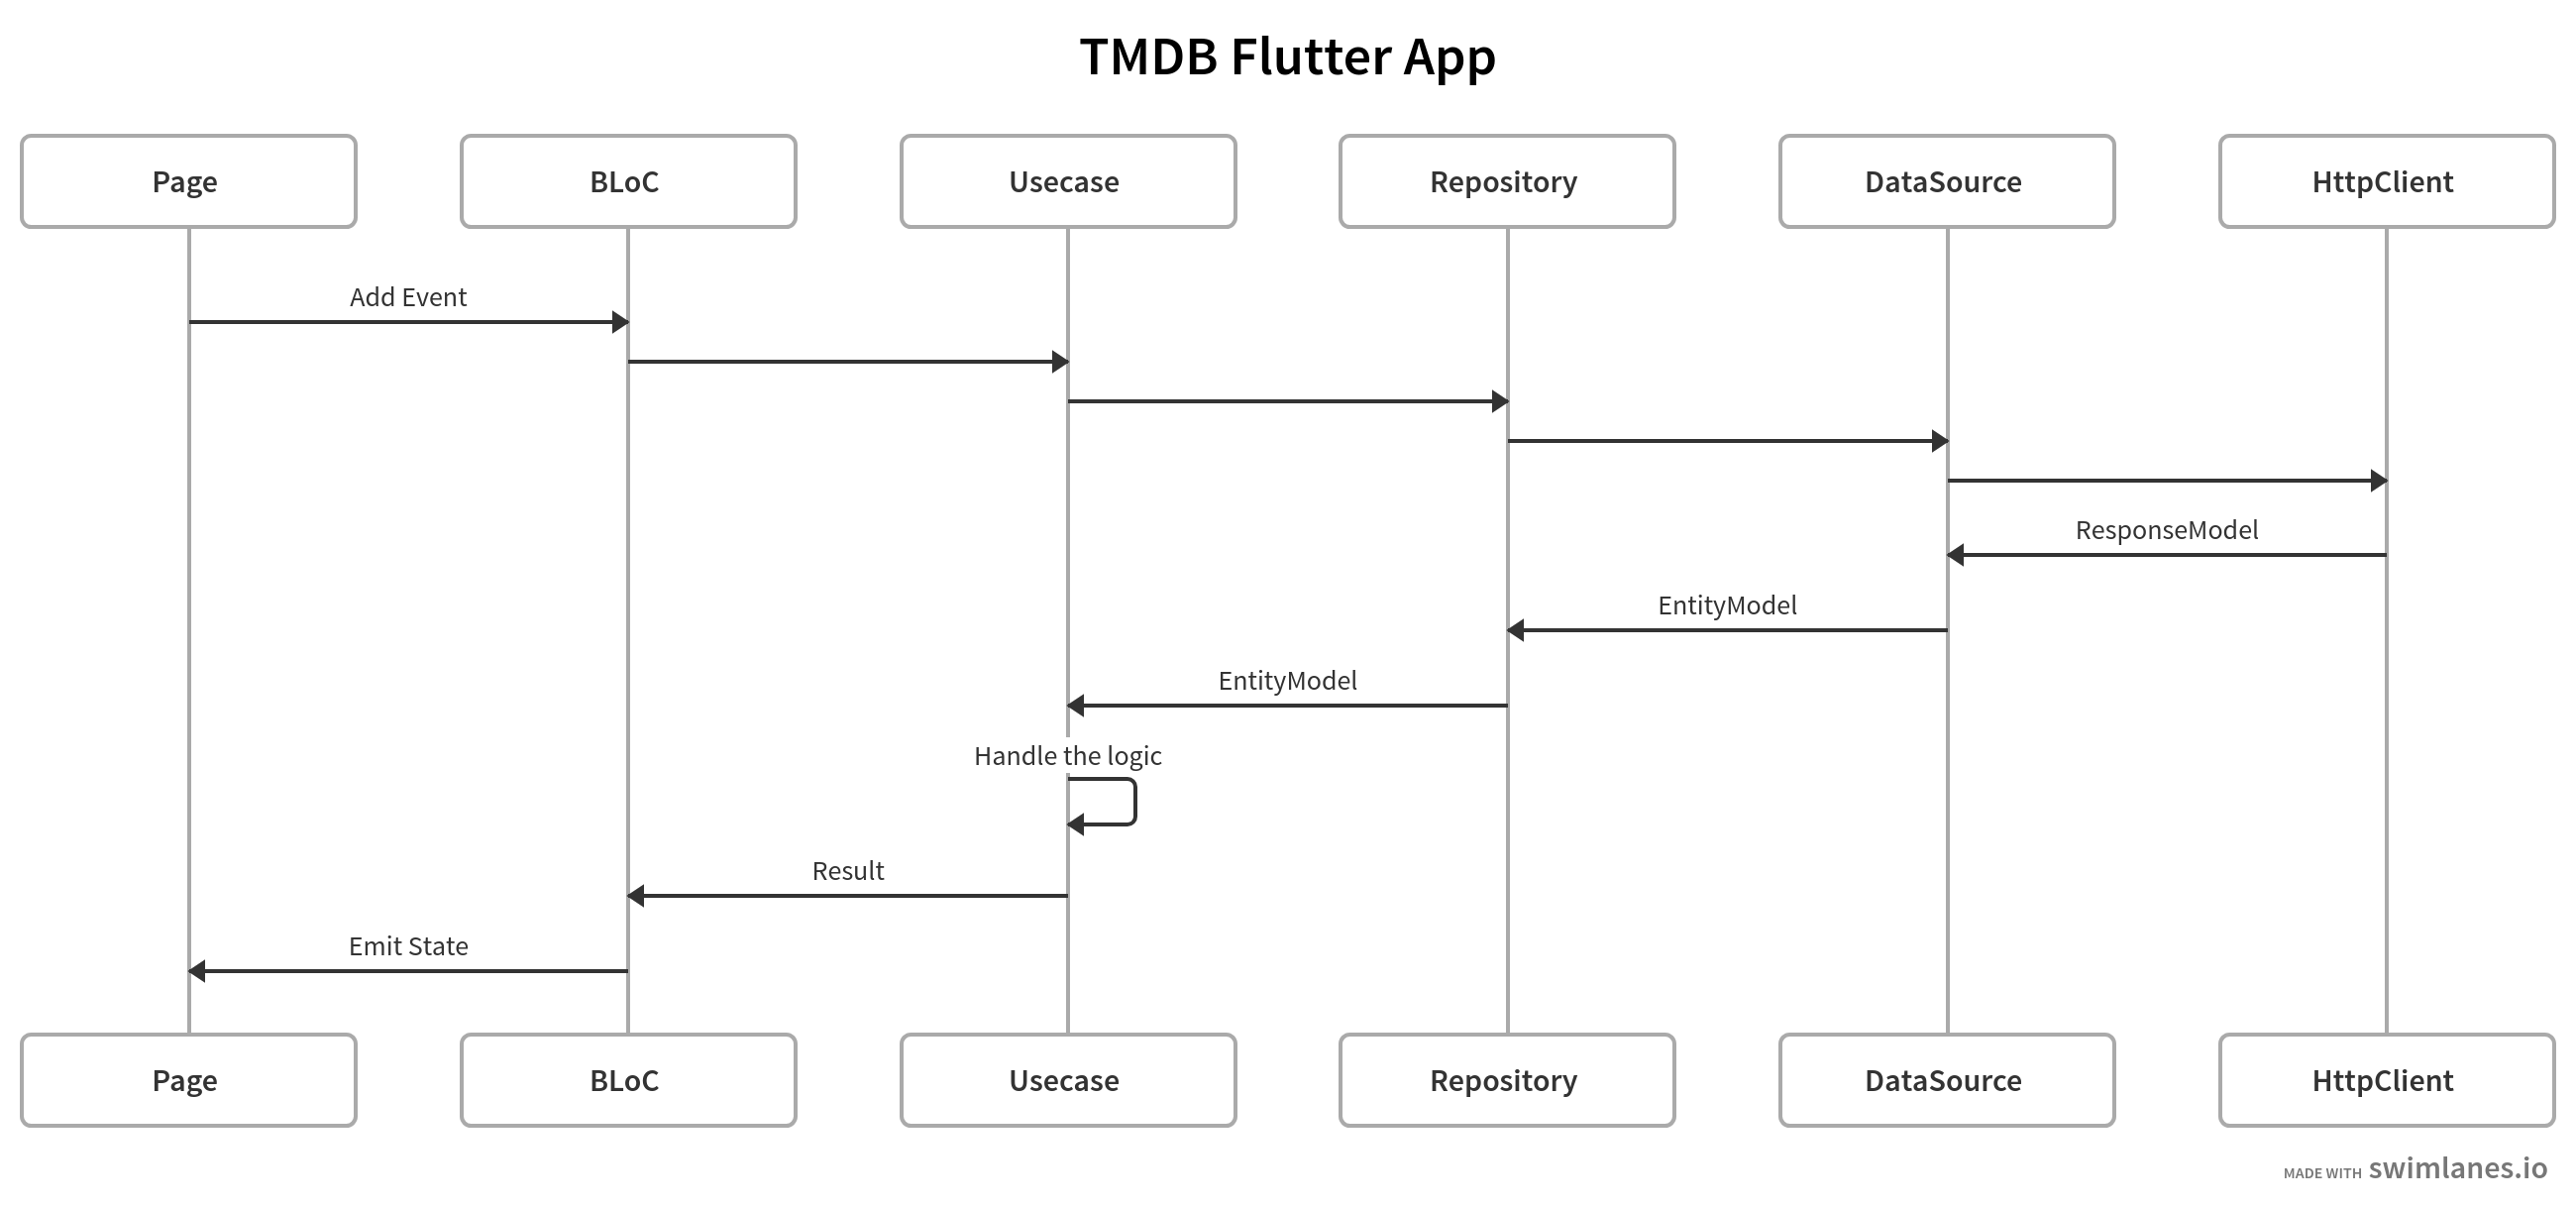 TMDB Flutter App
Page
BLoC
Usecase
Repository
DataSource
HttpClient
Add Event
ResponseModel
EntityModel
EntityModel
Handle the logic
Result
Emit State
Page
BLoC
Usecase
Repository
DataSource
HttpClient
MADE WITH swimlanes.io